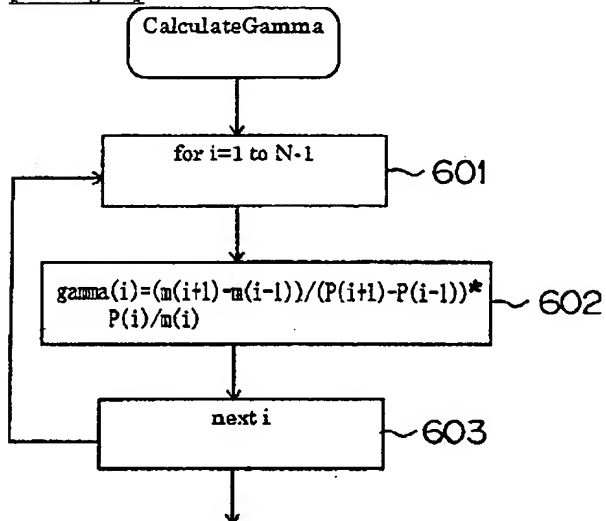 CalculateGamma
for i=1 to N-1
601
gamma(i)=(m(i+1)-m(i-1))/(P(i+1)-P(i-1))*
P(i)/m(i)
602
next i
603